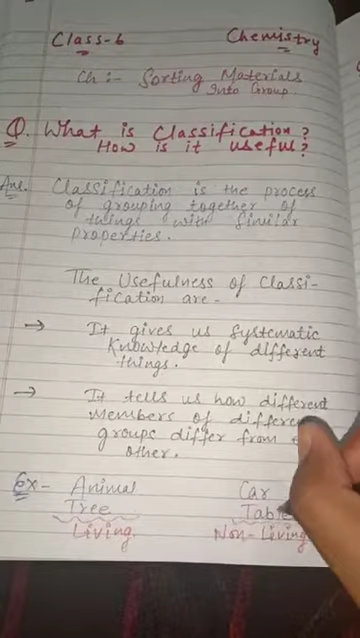 Class-6 Chemistry
Ch :- Sorting Materials
Into Group.
Q. What is Classification?
How is it useful?
Ans. Classification is the process
of grouping together of
things with Similar
properties.
The Usefulness of Classi-
fication are -
→ It gives us Systematic
Knowledge of different
things.
→ It tells us how different
members of differe
groups differ from
other.
Ex- Animal Car
Tree Table
Living. Non-Living